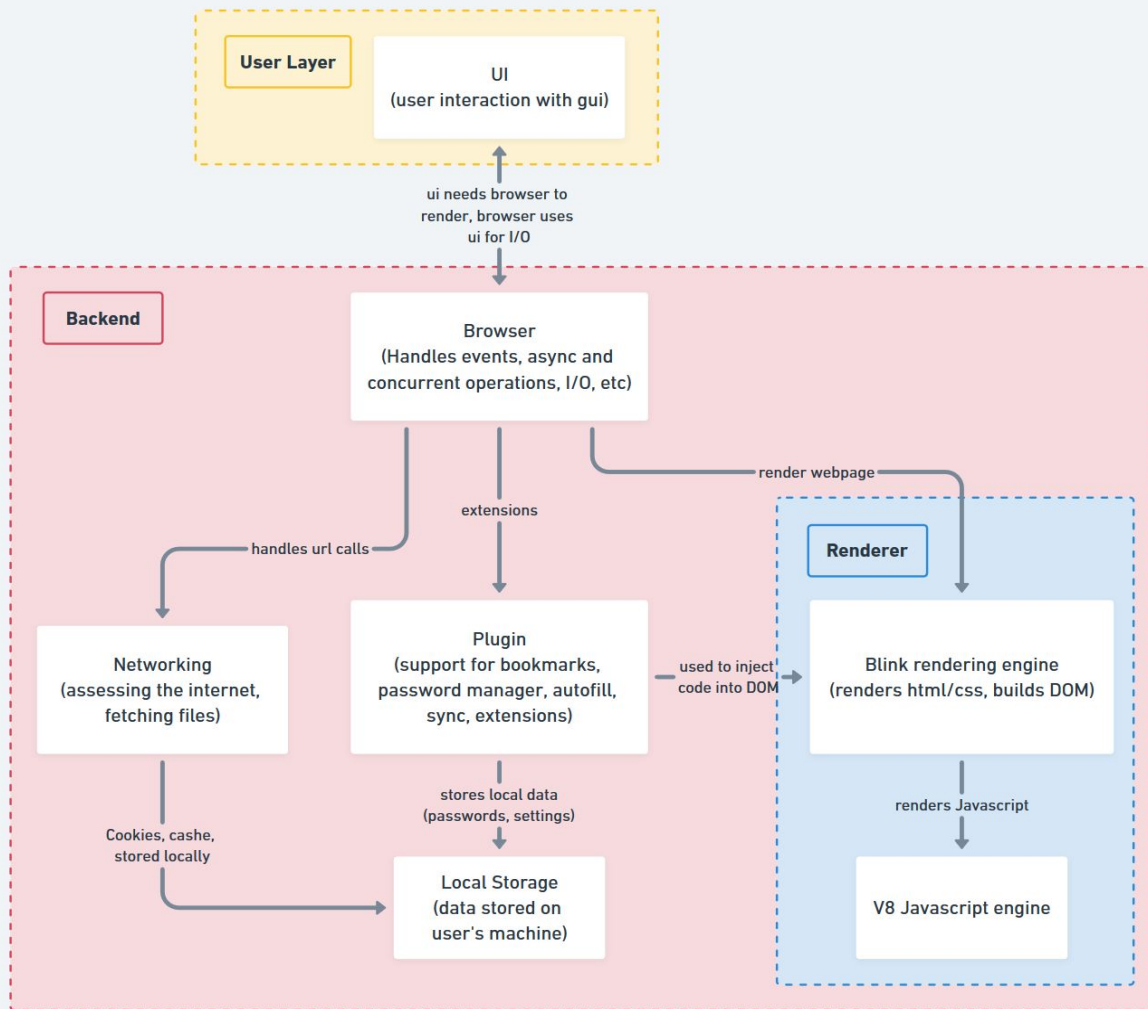 User Layer
UI
(user interaction with gui)
ui needs browser to
render, browser uses
ui for I/O
Backend
Browser
(Handles events, async and
concurrent operations, I/O, etc)
render webpage
extensions
handles url calls
Renderer
Networking
(assessing the internet,
fetching files)
Plugin
(support for bookmarks,
password manager, autofill,
sync, extensions)
used to inject
code into DOM
Blink rendering engine
(renders html/css, builds DOM)
stores local data
(passwords, settings)
renders Javascript
Cookies, cashe,
stored locally
Local Storage
(data stored on
user's machine)
V8 Javascript engine